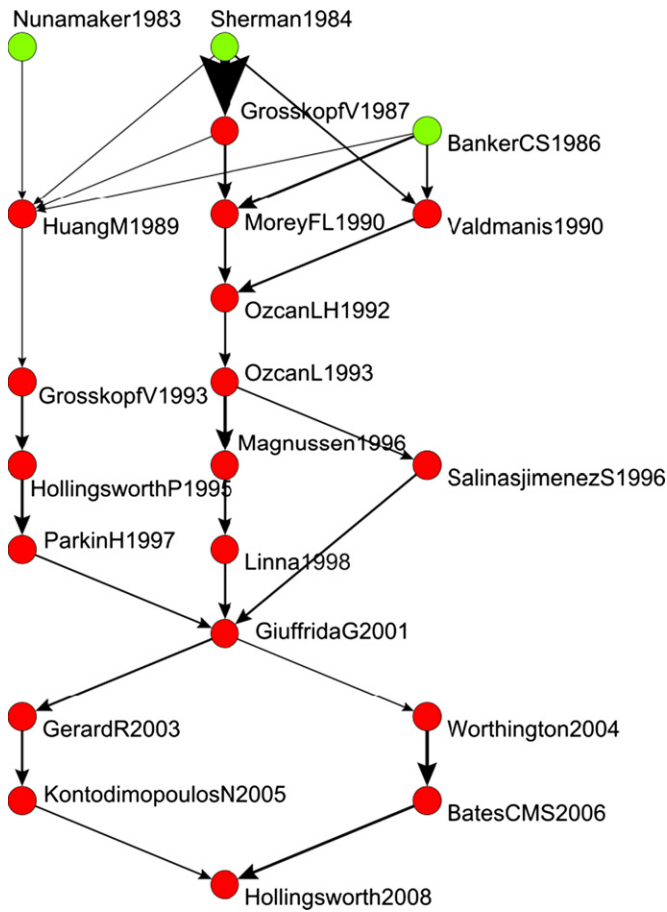 Nunamaker1983
Sherman1984
GrosskopfV1987
BankerCS1986
HuangM1989
MoreyFL1990
Valdmanis1990
OzcanLH1992
OzcanL1993
GrosskopfV1993
Magnussen1996
HollingsworthP1995
SalinasjimenezS1996
ParkinH1997
Linna1998
GiuffridaG2001
GerardR2003
Worthington2004
KontodimopoulosN2005
BatesCMS2006
Hollingsworth2008